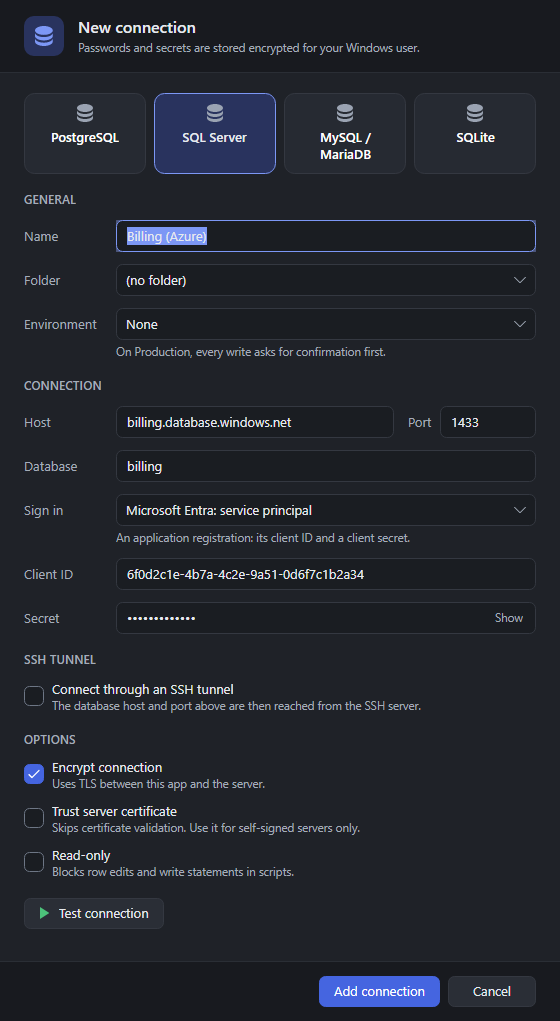 New connection
Passwords and secrets are stored encrypted for your Windows user.
PostgreSQL
SQL Server
MySQL /
MariaDB
SQLite
GENERAL
Name
Billing (Azure)
Folder
(no folder)
Environment
None
On Production, every write asks for confirmation first.
CONNECTION
Host
billing.database.windows.net
Port
1433
Database
billing
Sign in
Microsoft Entra: service principal
An application registration: its client ID and a client secret.
Client ID
6f0d2c1e-4b7a-4c2e-9a51-0d6f7c1b2a34
Secret
•••••••••••••
Show
SSH TUNNEL
Connect through an SSH tunnel
The database host and port above are then reached from the SSH server.
OPTIONS
Encrypt connection
Uses TLS between this app and the server.
Trust server certificate
Skips certificate validation. Use it for self-signed servers only.
Read-only
Blocks row edits and write statements in scripts.
Test connection
Add connection
Cancel